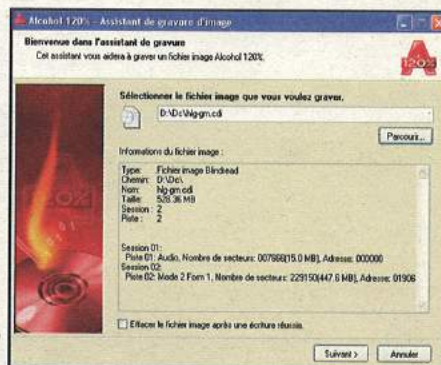 Alcohol 120% - Assistant de gravure d'image
Bienvenue dans l'assistant de gravure
Cet assistant vous aidera à graver un fichier image Alcohol 120%.
120%
Sélectionner le fichier image que vous voulez graver.
D:\Dc\hlg-gm.cdi
Parcourir...
Informations du fichier image :
Type: Fichier image Blindread
Chemin: D:\Dc\
Nom: hlg-gm.cdi
Taille: 528.36 MB
Session : 2
Piste : 2
Session 01:
Piste 01: Audio, Nombre de secteurs: 007666(15.0 MB), Adresse: 000000
Session 02:
Piste 02: Mode 2 Form 1, Nombre de secteurs: 229150(447.6 MB), Adresse: 01906
Effacer le fichier image après une écriture réussie.
Suivant >
Annuler